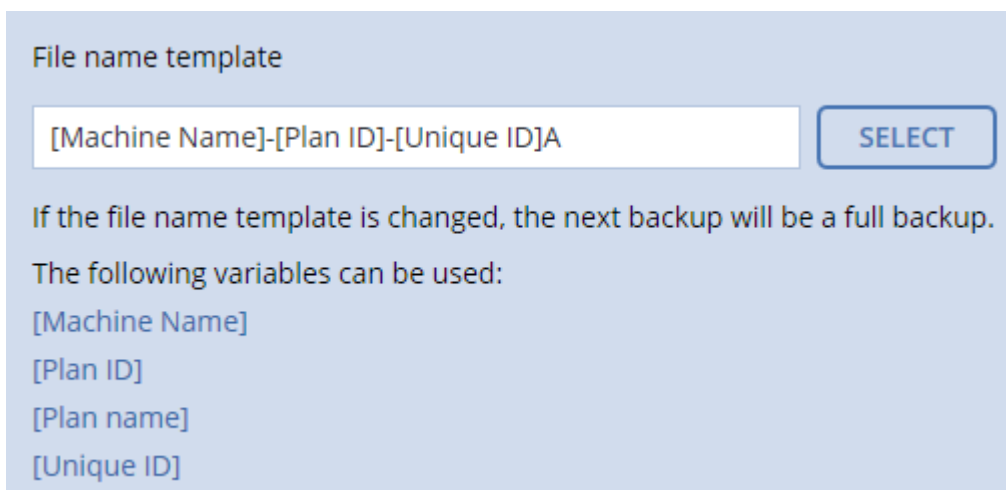 File name template
[Machine Name]-[Plan ID]-[Unique ID]A
SELECT
If the file name template is changed, the next backup will be a full backup.
The following variables can be used:
[Machine Name]
[Plan ID]
[Plan name]
[Unique ID]